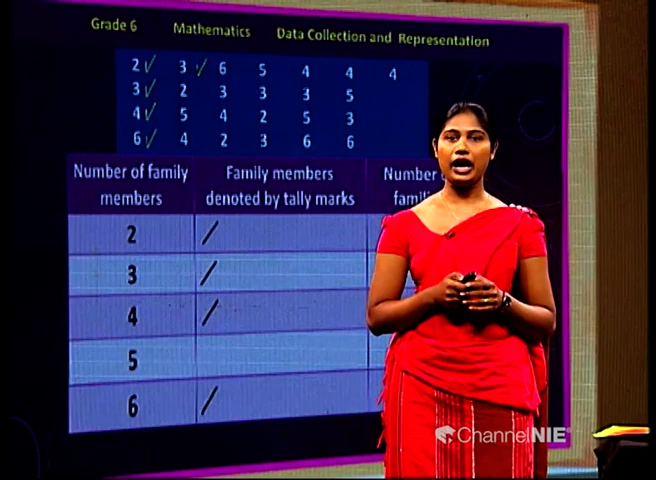 Grade 6 Mathematics Data Collection and Representation
2 ✓ 3 ✓ 6 5 4 4 4
3 ✓ 2 3 3 3 5
4 ✓ 5 4 2 5 3
6 ✓ 4 2 3 6 6
Number of family members
Family members denoted by tally marks
Number
famili
2 /
3 /
4 /
5
6 /
ChannelNIE